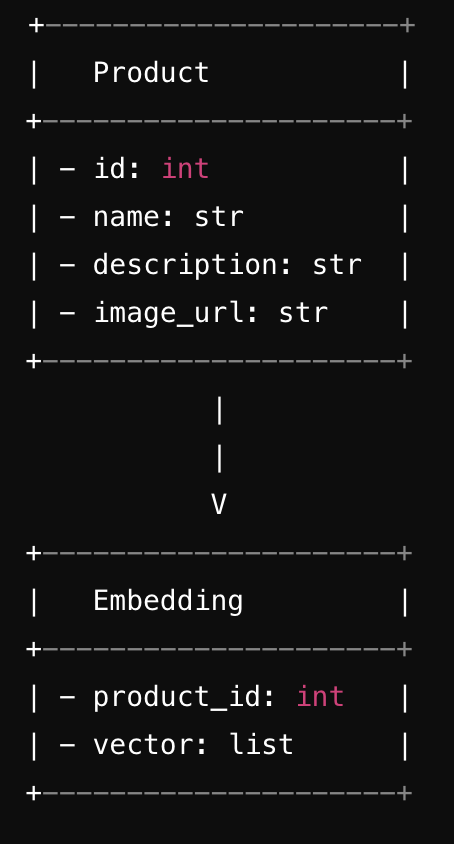 +---------------------+
|   Product           |
+---------------------+
| - id: int           |
| - name: str         |
| - description: str  |
| - image_url: str    |
+---------------------+
           |
           |
           V
+---------------------+
|   Embedding         |
+---------------------+
| - product_id: int   |
| - vector: list      |
+---------------------+